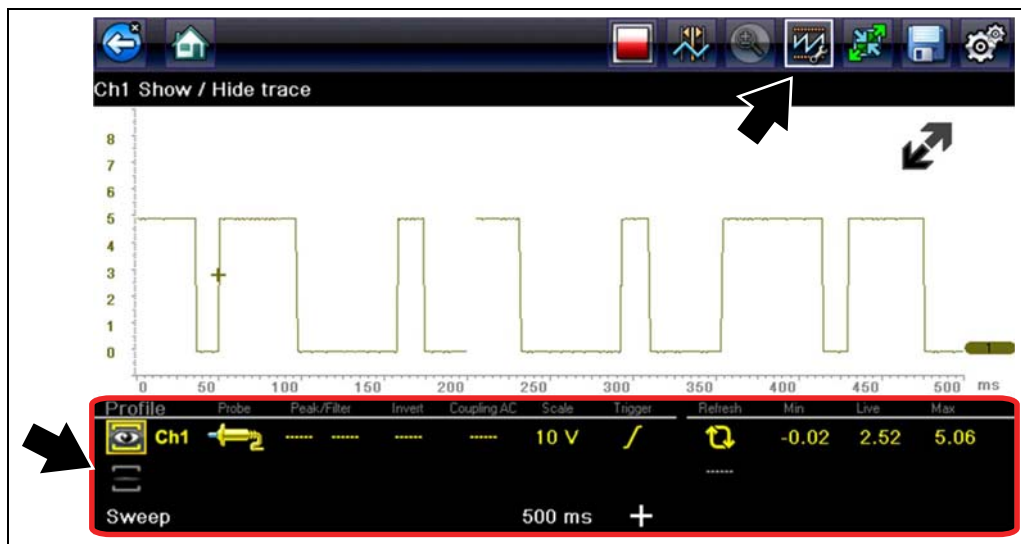 Ch1 Show / Hide trace
8
7
6
5
4
3
2
1
0
1
0 50 100 150 200 250 300 350 400 450 500 ms
Profile Probe Peak/Filter Invert Coupling AC Scale Trigger Refresh Min Live Max
Ch1 2 ------ ------ ------ ------ 10 V -0.02 2.52 5.06
------
Sweep 500 ms +